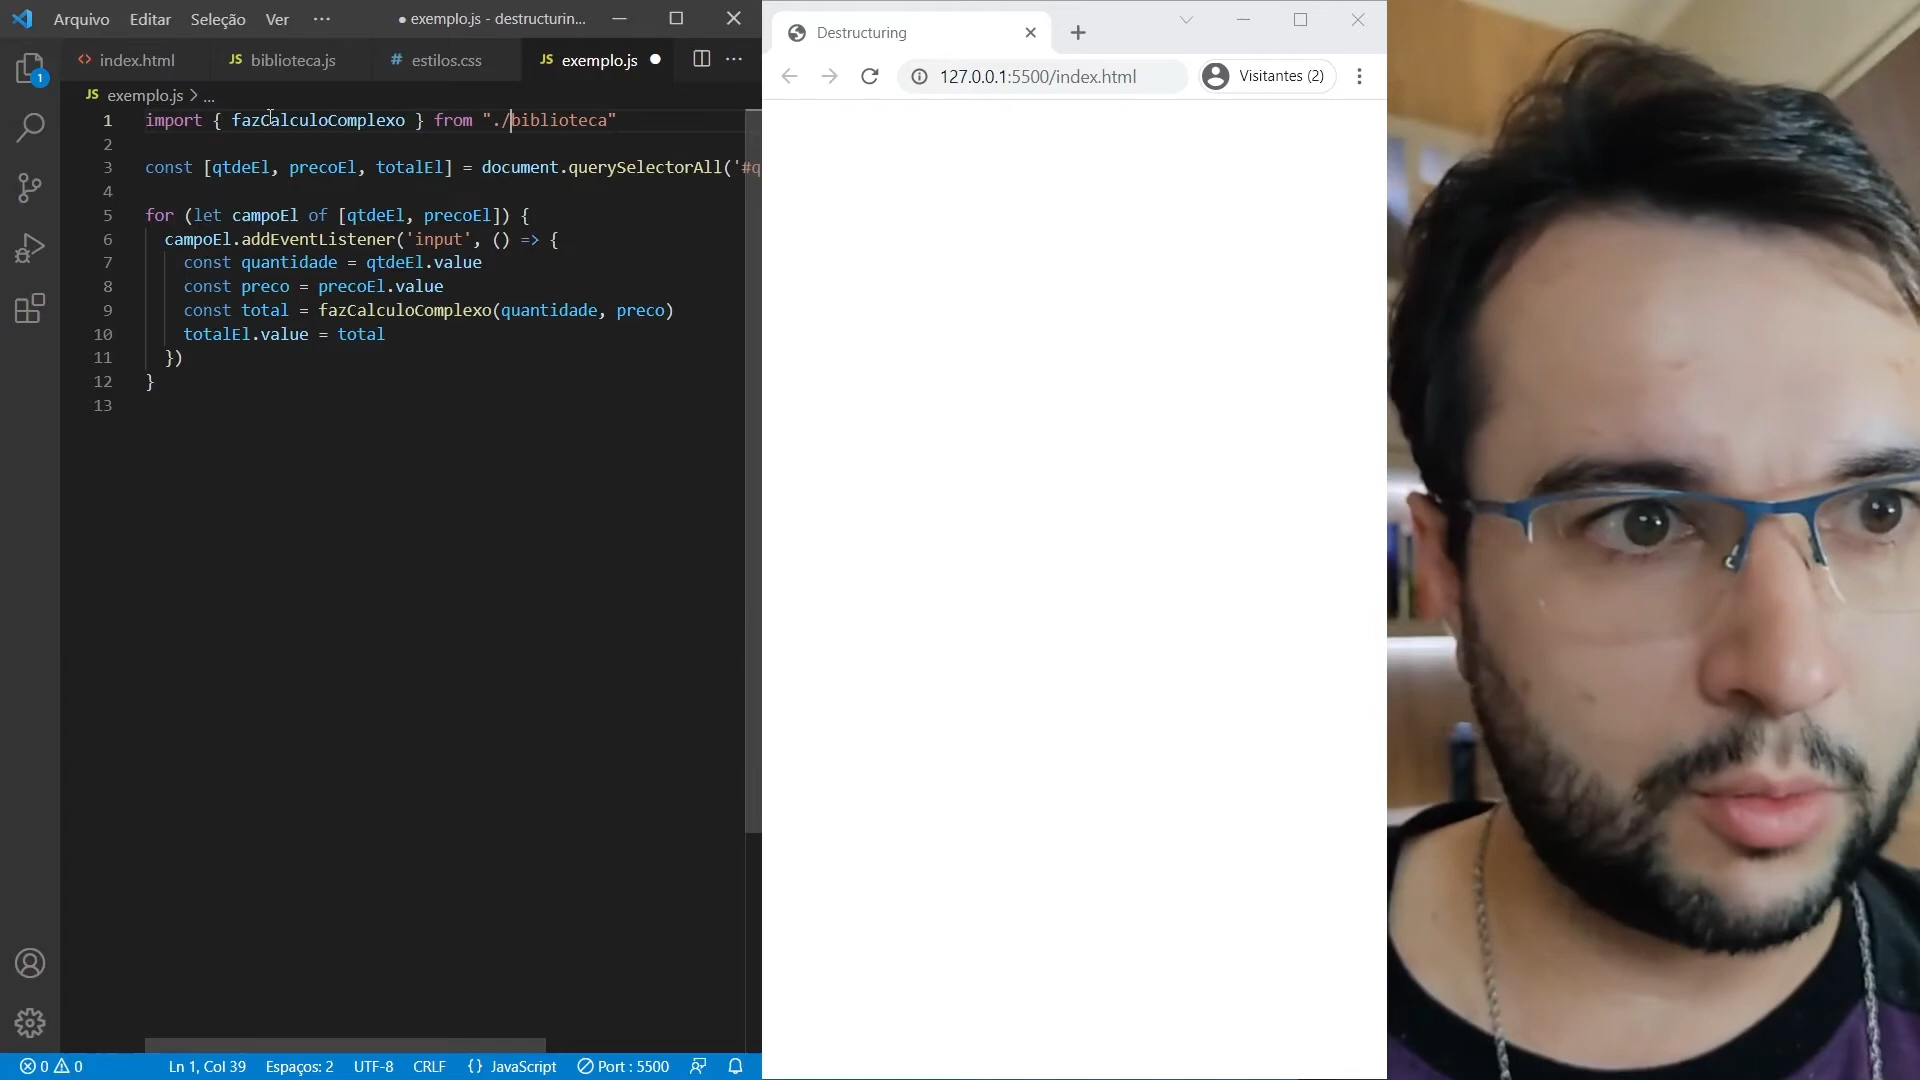 Arquivo Editar Seleção Ver ··· ● exemplo.js - destructurin...
<> index.html JS biblioteca.js # estilos.css JS exemplo.js ●
1
JS exemplo.js > ...
1 import { fazCalculoComplexo } from "./biblioteca"
2
3 const [qtdeEl, precoEl, totalEl] = document.querySelectorAll('#q
4
5 for (let campoEl of [qtdeEl, precoEl]) {
6 campoEl.addEventListener('input', () => {
7 const quantidade = qtdeEl.value
8 const preco = precoEl.value
9 const total = fazCalculoComplexo(quantidade, preco)
10 totalEl.value = total
11 })
12 }
13
0 0 Ln 1, Col 39 Espaços: 2 UTF-8 CRLF {} JavaScript Port : 5500
Destructuring
127.0.0.1:5500/index.html Visitantes (2)